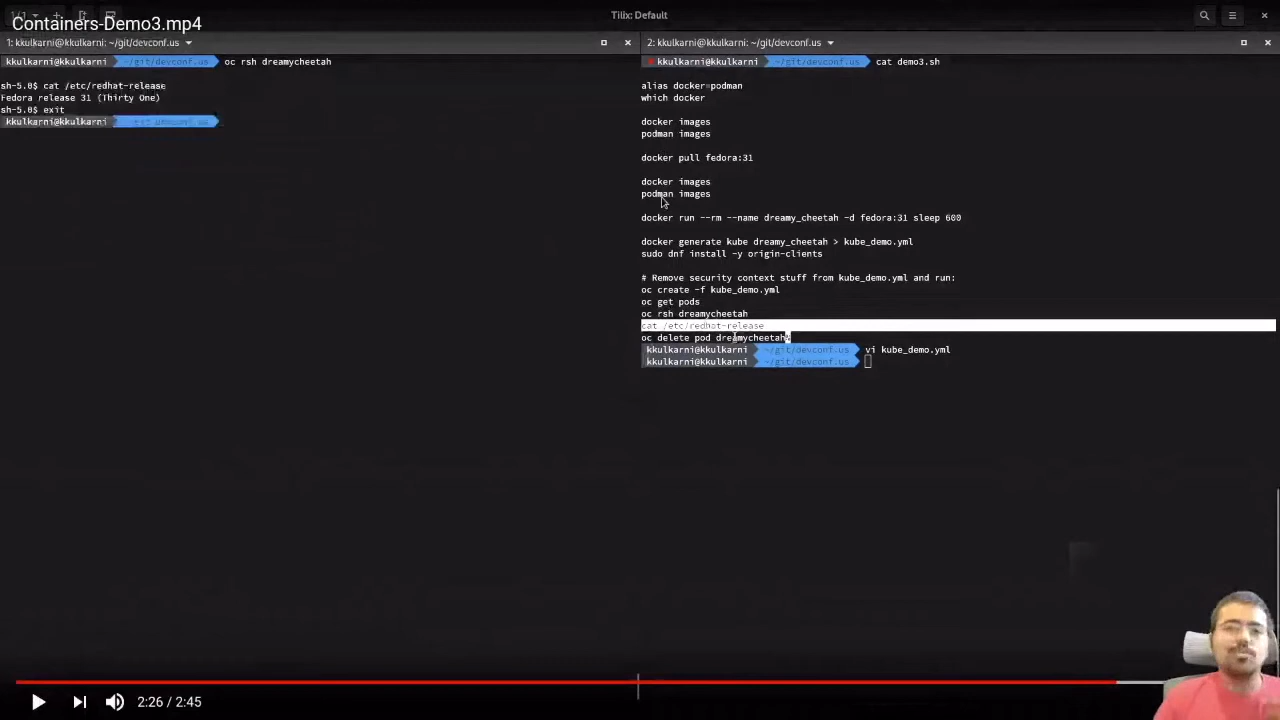 Containers-Demo3.mp4
Tilix: Default
1: kkulkarni@kkulkarni: ~/git/devconf.us
kkulkarni@kkulkarni ~/git/devconf.us oc rsh dreamycheetah
sh-5.0$ cat /etc/redhat-release
Fedora release 31 (Thirty One)
sh-5.0$ exit
kkulkarni@kkulkarni ~/git/devconf.us
2: kkulkarni@kkulkarni: ~/git/devconf.us
kkulkarni@kkulkarni ~/git/devconf.us cat demo3.sh
alias docker=podman
which docker
docker images
podman images
docker pull fedora:31
docker images
podman images
docker run --rm --name dreamy_cheetah -d fedora:31 sleep 600
docker generate kube dreamy_cheetah > kube_demo.yml
sudo dnf install -y origin-clients
# Remove security context stuff from kube_demo.yml and run:
oc create -f kube_demo.yml
oc get pods
oc rsh dreamycheetah
cat /etc/redhat-release
oc delete pod dreamycheetah%
kkulkarni@kkulkarni ~/git/devconf.us vi kube_demo.yml
kkulkarni@kkulkarni ~/git/devconf.us
2:26 / 2:45